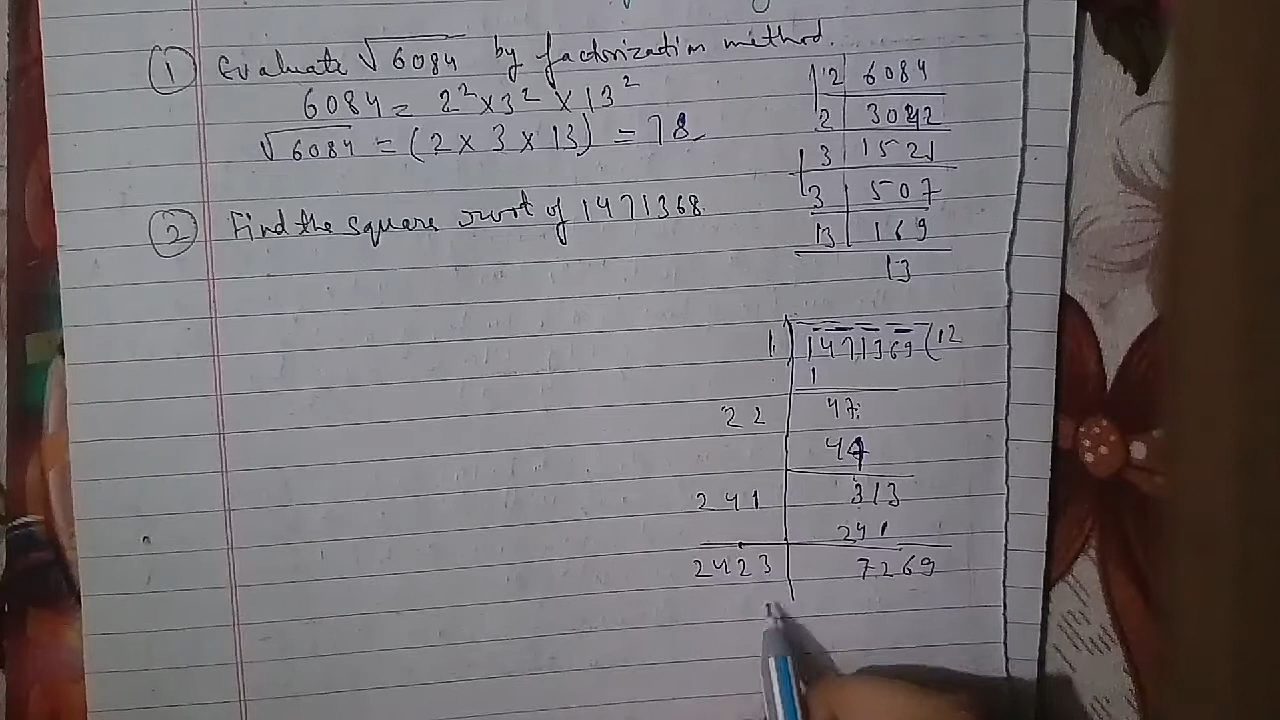 1 Evaluate √6084 by factorization method.
6084 = 2² × 3² × 13²
√6084 = (2 × 3 × 13) = 78
2 6084
2 3042
3 1521
3 507
13 169
13
2 Find the square root of 1471368.
1 1471369 (12
1
22 47
44
241 313
241
2423 7269